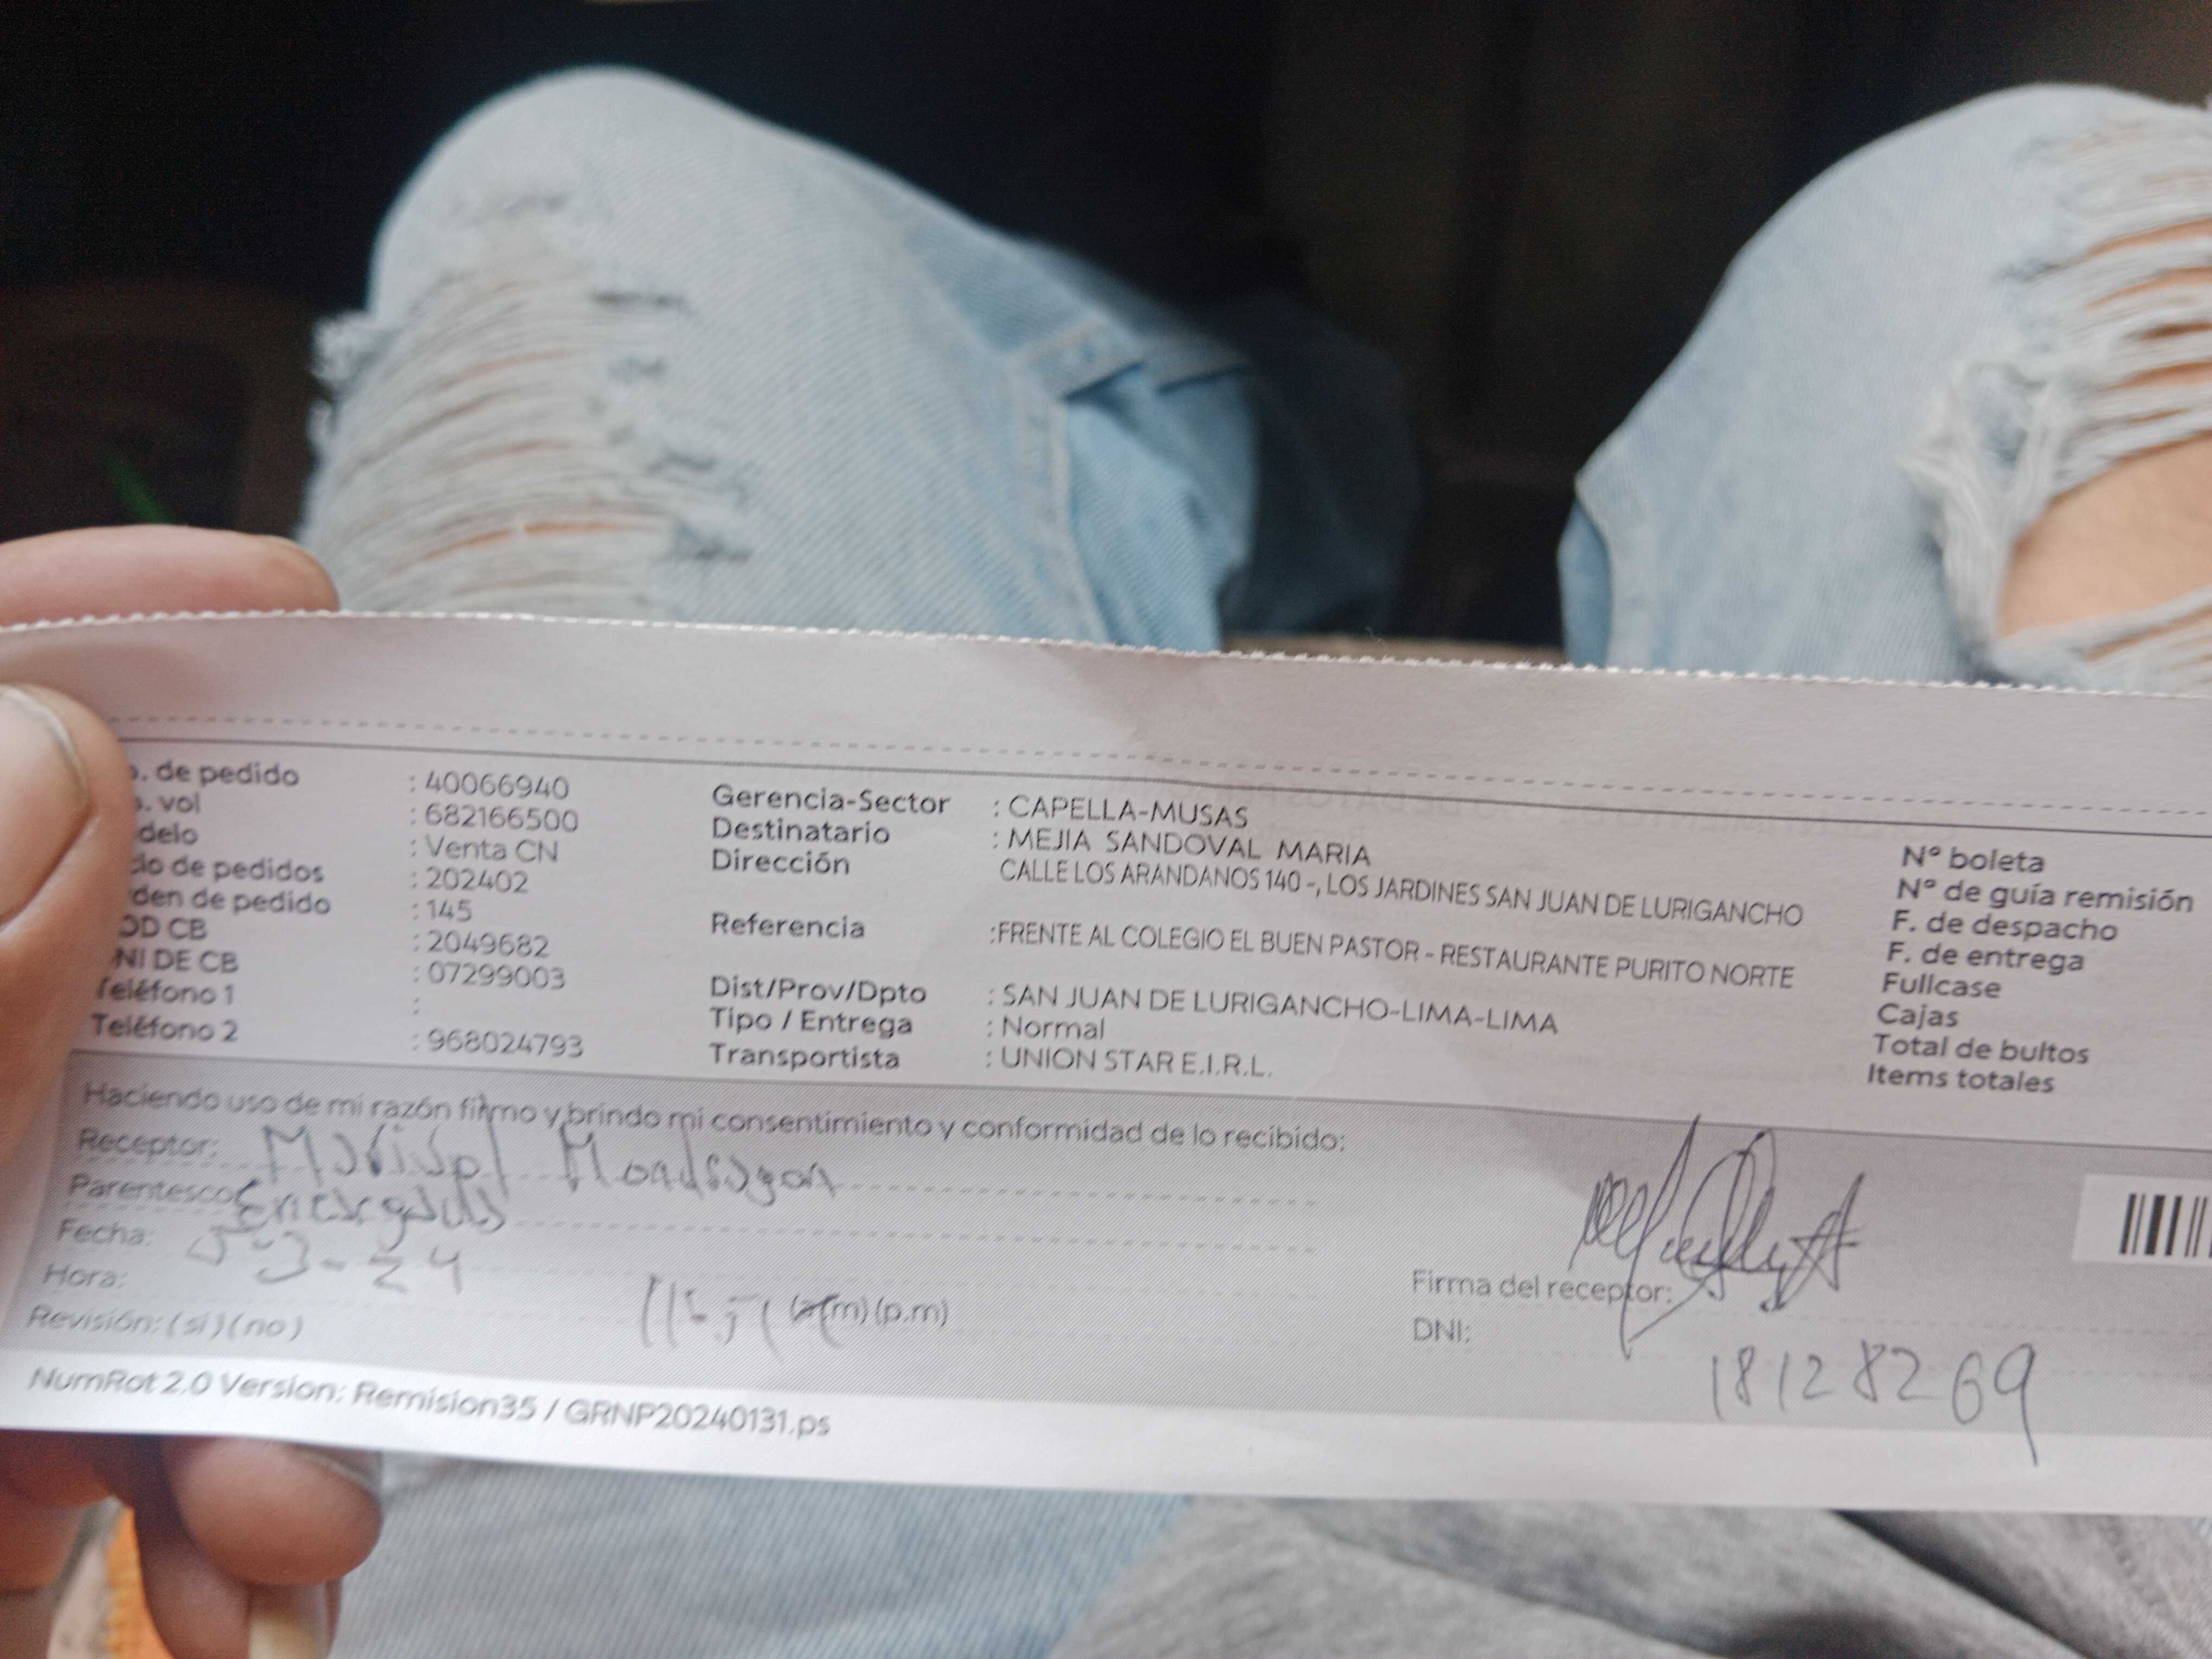 . de pedido : 40066940
. vol : 682166500
delo : Venta CN
de pedidos : 202402
den de pedido : 145
OD CB : 2049682
NI DE CB : 07299003
Teléfono 1 :
Teléfono 2 : 968024793
Gerencia-Sector : CAPELLA-MUSAS
Destinatario : MEJIA SANDOVAL MARIA
Dirección CALLE LOS ARANDANOS 140 -, LOS JARDINES SAN JUAN DE LURIGANCHO
Referencia :FRENTE AL COLEGIO EL BUEN PASTOR - RESTAURANTE PURITO NORTE
Dist/Prov/Dpto : SAN JUAN DE LURIGANCHO-LIMA-LIMA
Tipo / Entrega : Normal
Transportista : UNION STAR E.I.R.L.
N° boleta
N° de guía remisión
F. de despacho
F. de entrega
Fullcase
Cajas
Total de bultos
Items totales
Haciendo uso de mi razón firmo y brindo mi consentimiento y conformidad de lo recibido:
Receptor: Marisol Mondragon
Parentesco:
Fecha: 5-3-24
Hora: (a.m) (p.m)
Revisión: (si) (no)
Firma del receptor:
DNI: 18128269
NumRot 2.0 Version: Remision35 / GRNP20240131.ps